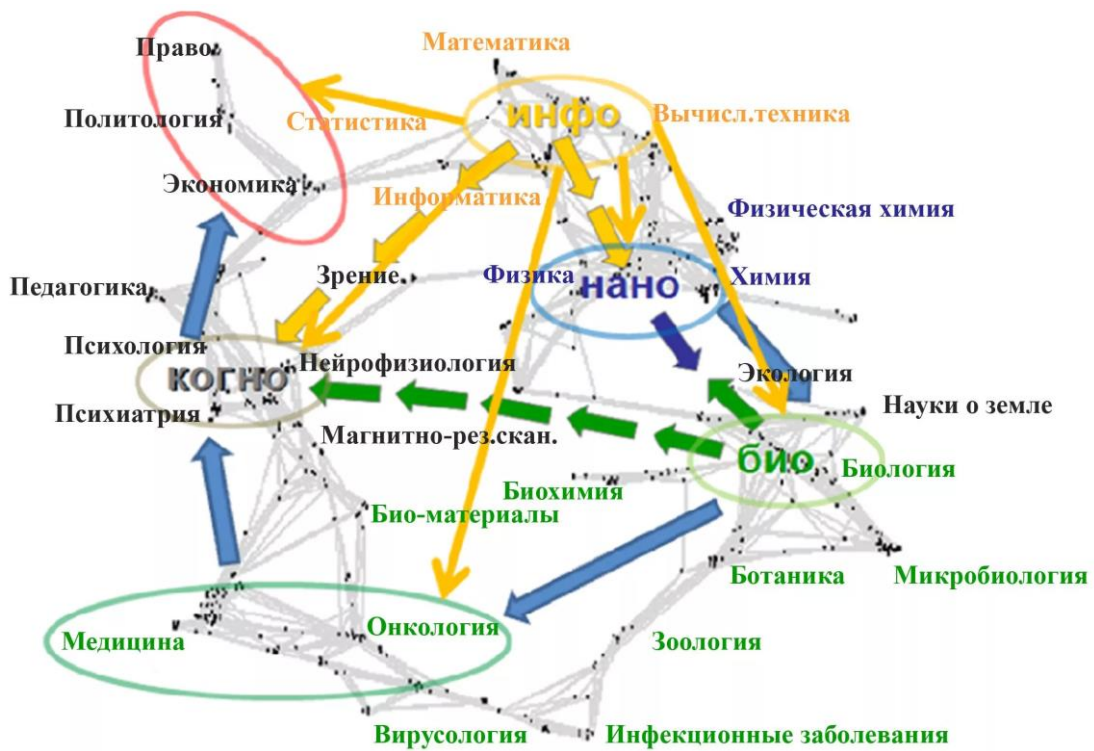 Математика
Право
инфо
Вычисл.техника
Политология
Статистика
Экономика
Информатика
Физическая химия
Зрение
Физика
нано
Химия
Педагогика
Психология
Нейрофизиология
когно
Экология
Психиатрия
Науки о земле
Магнитно-рез.скан.
био
Биология
Биохимия
Био-материалы
Ботаника
Микробиология
Онкология
Медицина
Зоология
Вирусология
Инфекционные заболевания